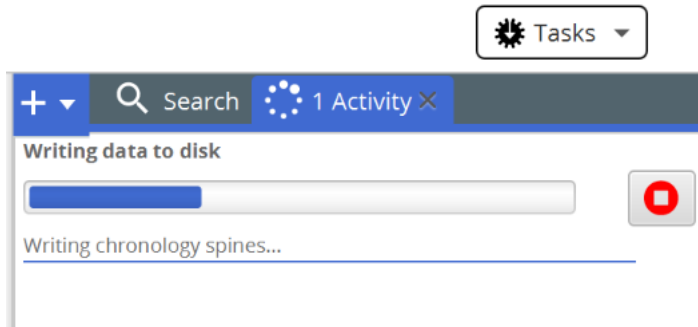 Tasks
Search
1 Activity
Writing data to disk
Writing chronology spines...